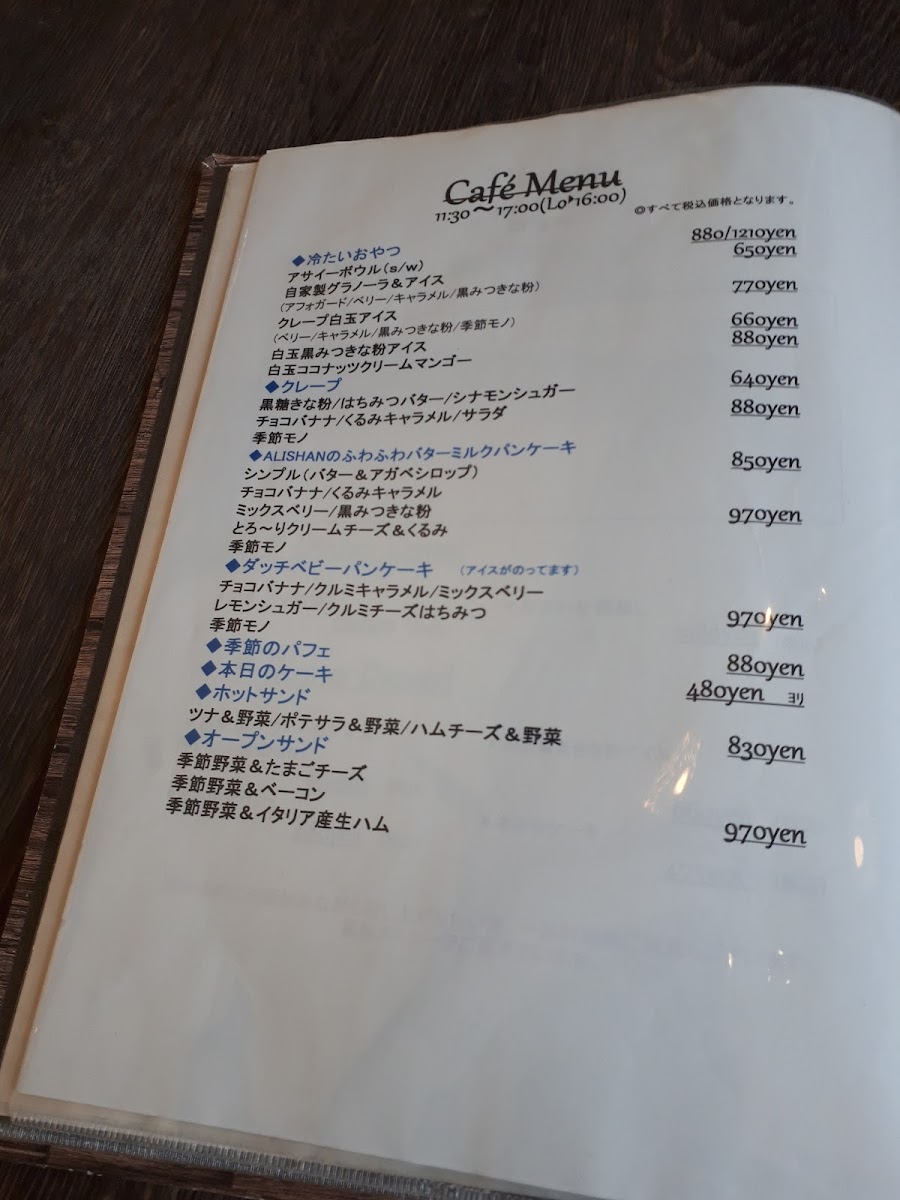 Café Menu
11:30〜17:00(Lo▸16:00)
◎すべて税込価格となります。
◆冷たいおやつ
アサイーボウル(s/w) 880/1210yen
自家製グラノーラ&アイス 650yen
(アフォガード/ベリー/キャラメル/黒みつきな粉)
クレープ白玉アイス 770yen
(ベリー/キャラメル/黒みつきな粉/季節モノ)
白玉黒みつきな粉アイス 660yen
白玉ココナッツクリームマンゴー 880yen
◆クレープ
黒糖きな粉/はちみつバター/シナモンシュガー 640yen
チョコバナナ/くるみキャラメル/サラダ 880yen
季節モノ
◆ALISHANのふわふわバターミルクパンケーキ
シンプル(バター&アガベシロップ) 850yen
チョコバナナ/くるみキャラメル
ミックスベリー/黒みつきな粉 970yen
とろ〜りクリームチーズ&くるみ
季節モノ
◆ダッチベビーパンケーキ (アイスがのってます)
チョコバナナ/クルミキャラメル/ミックスベリー
レモンシュガー/クルミチーズはちみつ 970yen
季節モノ
◆季節のパフェ 880yen
◆本日のケーキ 480yen ヨリ
◆ホットサンド
ツナ&野菜/ポテサラ&野菜/ハムチーズ&野菜 830yen
◆オープンサンド
季節野菜&たまごチーズ
季節野菜&ベーコン
季節野菜&イタリア産生ハム 970yen